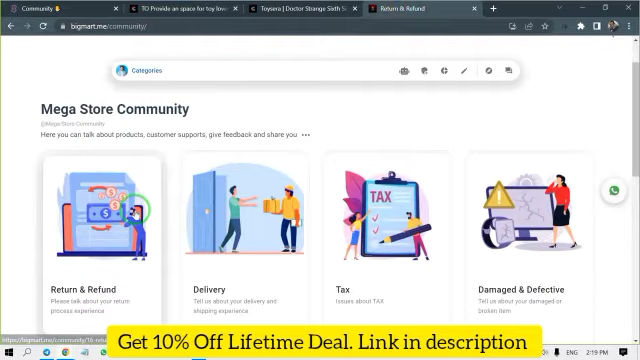 Community
TO Provide an space for toy love
Toysera | Doctor Strange Sixth S
Return & Refund
bigmart.me/community/
Categories
Mega Store Community
@Mega Store Community
Here you can talk about products, customer supports, give feedback and share you •••
TAX
Return & Refund
Please talk about your return process experience
Delivery
Tell us about your delivery and shipping experience
Tax
Issues about TAX
Damaged & Defective
Tell us about your damaged or broken item
Get 10% Off Lifetime Deal. Link in description
ENG
2:19 PM